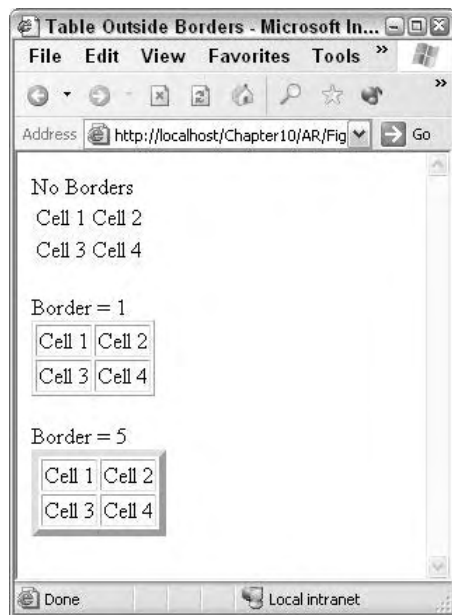 Table Outside Borders - Microsoft In...
File Edit View Favorites Tools »
»
Address http://localhost/Chapter10/AR/Fig Go
No Borders
Cell 1 Cell 2
Cell 3 Cell 4
Border = 1
Cell 1 Cell 2
Cell 3 Cell 4
Border = 5
Cell 1 Cell 2
Cell 3 Cell 4
Done Local intranet